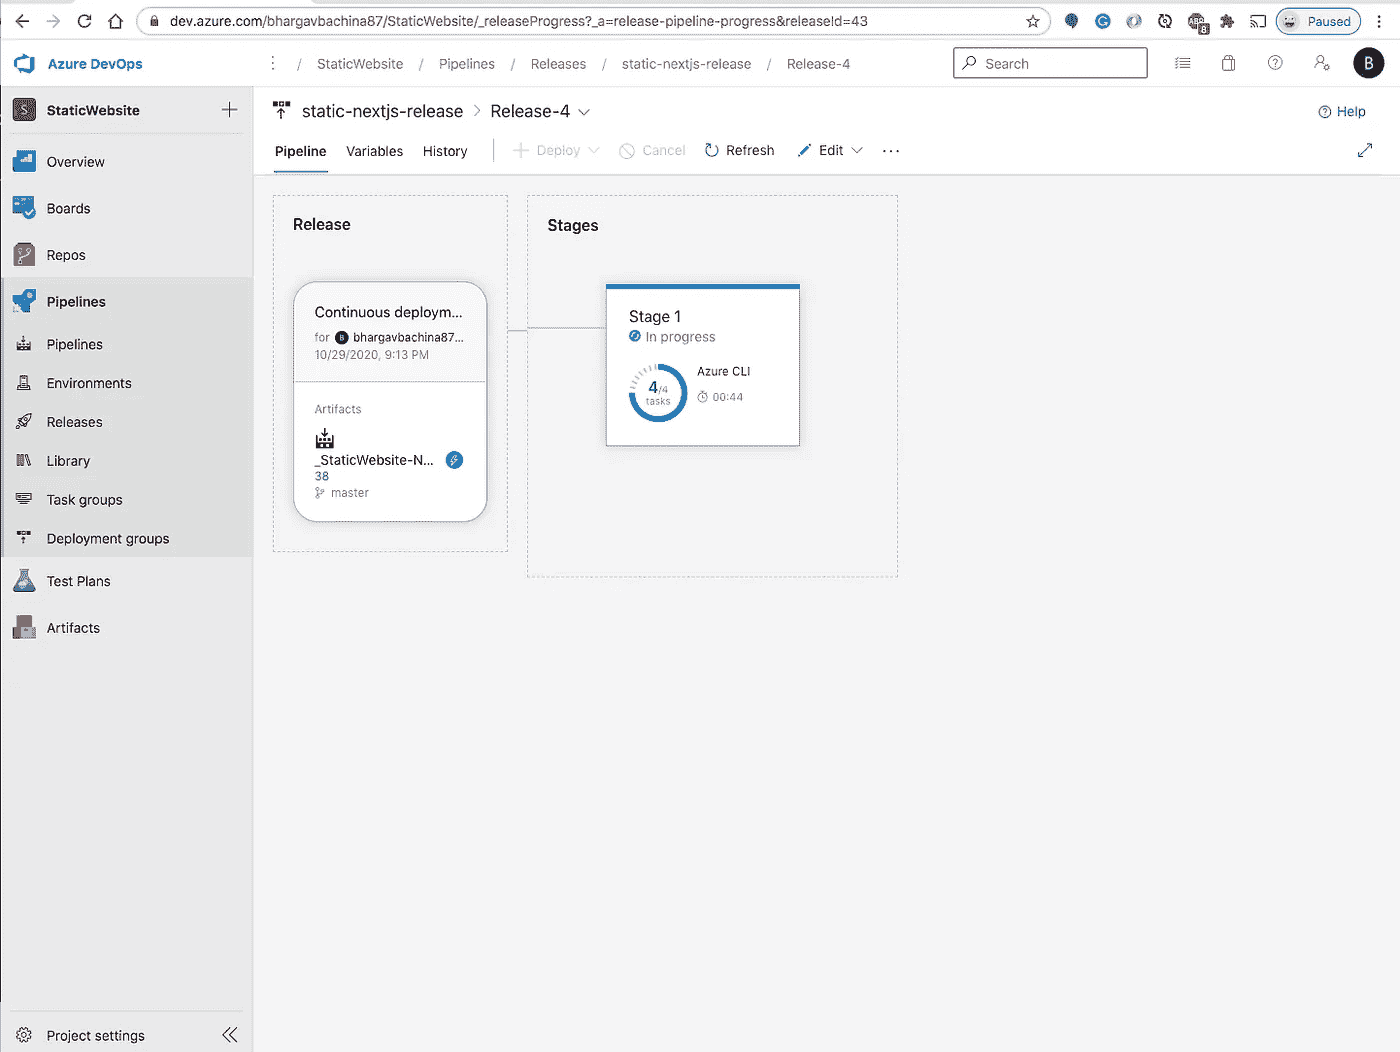 dev.azure.com/bhargavbachina87/StaticWebsite/_releaseProgress?_a=release-pipeline-progress&releaseId=43
8
Paused
Azure DevOps
/ StaticWebsite / Pipelines / Releases / static-nextjs-release / Release-4
Search
B
S StaticWebsite
static-nextjs-release > Release-4
Help
Pipeline Variables History Deploy Cancel Refresh Edit ...
Overview
Boards
Repos
Pipelines
Pipelines
Environments
Releases
Library
Task groups
Deployment groups
Test Plans
Artifacts
Project settings
Release
Continuous deploym...
for B bhargavbachina87...
10/29/2020, 9:13 PM
Artifacts
_StaticWebsite-N...
38
master
Stages
Stage 1
In progress
4/4
tasks
Azure CLI
00:44